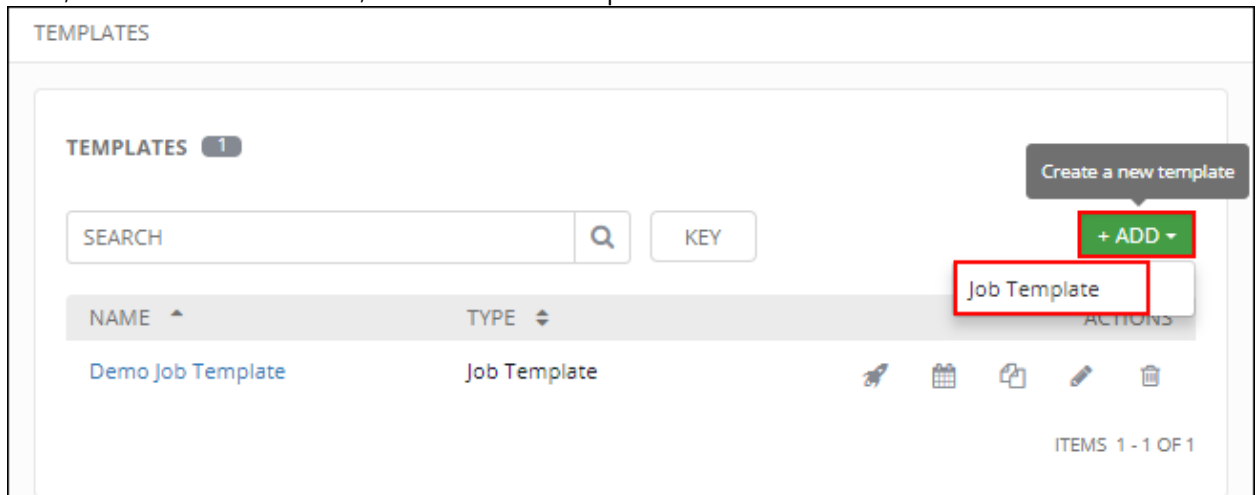 TEMPLATES
TEMPLATES 1
Create a new template
SEARCH KEY + ADD
Job Template
NAME TYPE ACTIONS
Demo Job Template Job Template
ITEMS 1 - 1 OF 1